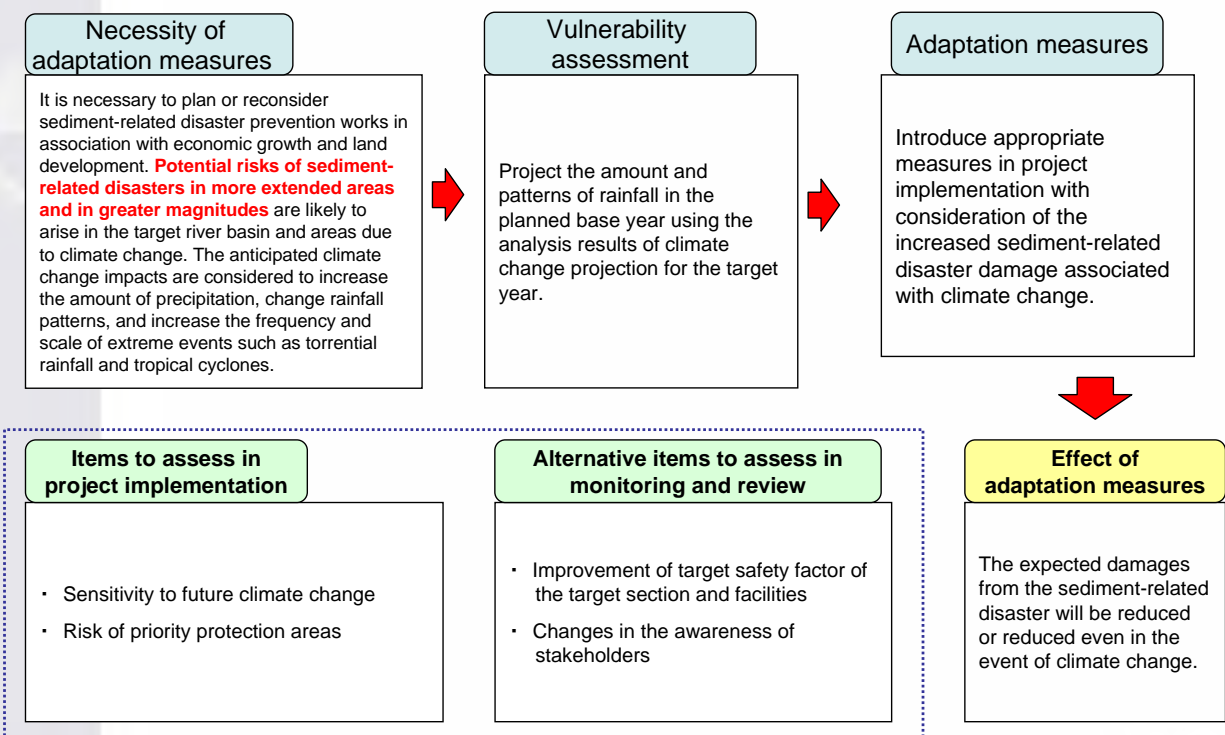 Necessity of
adaptation measures
It is necessary to plan or reconsider
sediment-related disaster prevention works in
association with economic growth and land
development. Potential risks of sediment-
related disasters in more extended areas
and in greater magnitudes are likely to
arise in the target river basin and areas due
to climate change. The anticipated climate
change impacts are considered to increase
the amount of precipitation, change rainfall
patterns, and increase the frequency and
scale of extreme events such as torrential
rainfall and tropical cyclones.
Vulnerability
assessment
Project the amount and
patterns of rainfall in the
planned base year using the
analysis results of climate
change projection for the target
year.
Adaptation measures
Introduce appropriate
measures in project
implementation with
consideration of the
increased sediment-related
disaster damage associated
with climate change.
Items to assess in
project implementation
・ Sensitivity to future climate change
・ Risk of priority protection areas
Alternative items to assess in
monitoring and review
・ Improvement of target safety factor of
the target section and facilities
・ Changes in the awareness of
stakeholders
Effect of
adaptation measures
The expected damages
from the sediment-related
disaster will be reduced
or reduced even in the
event of climate change.